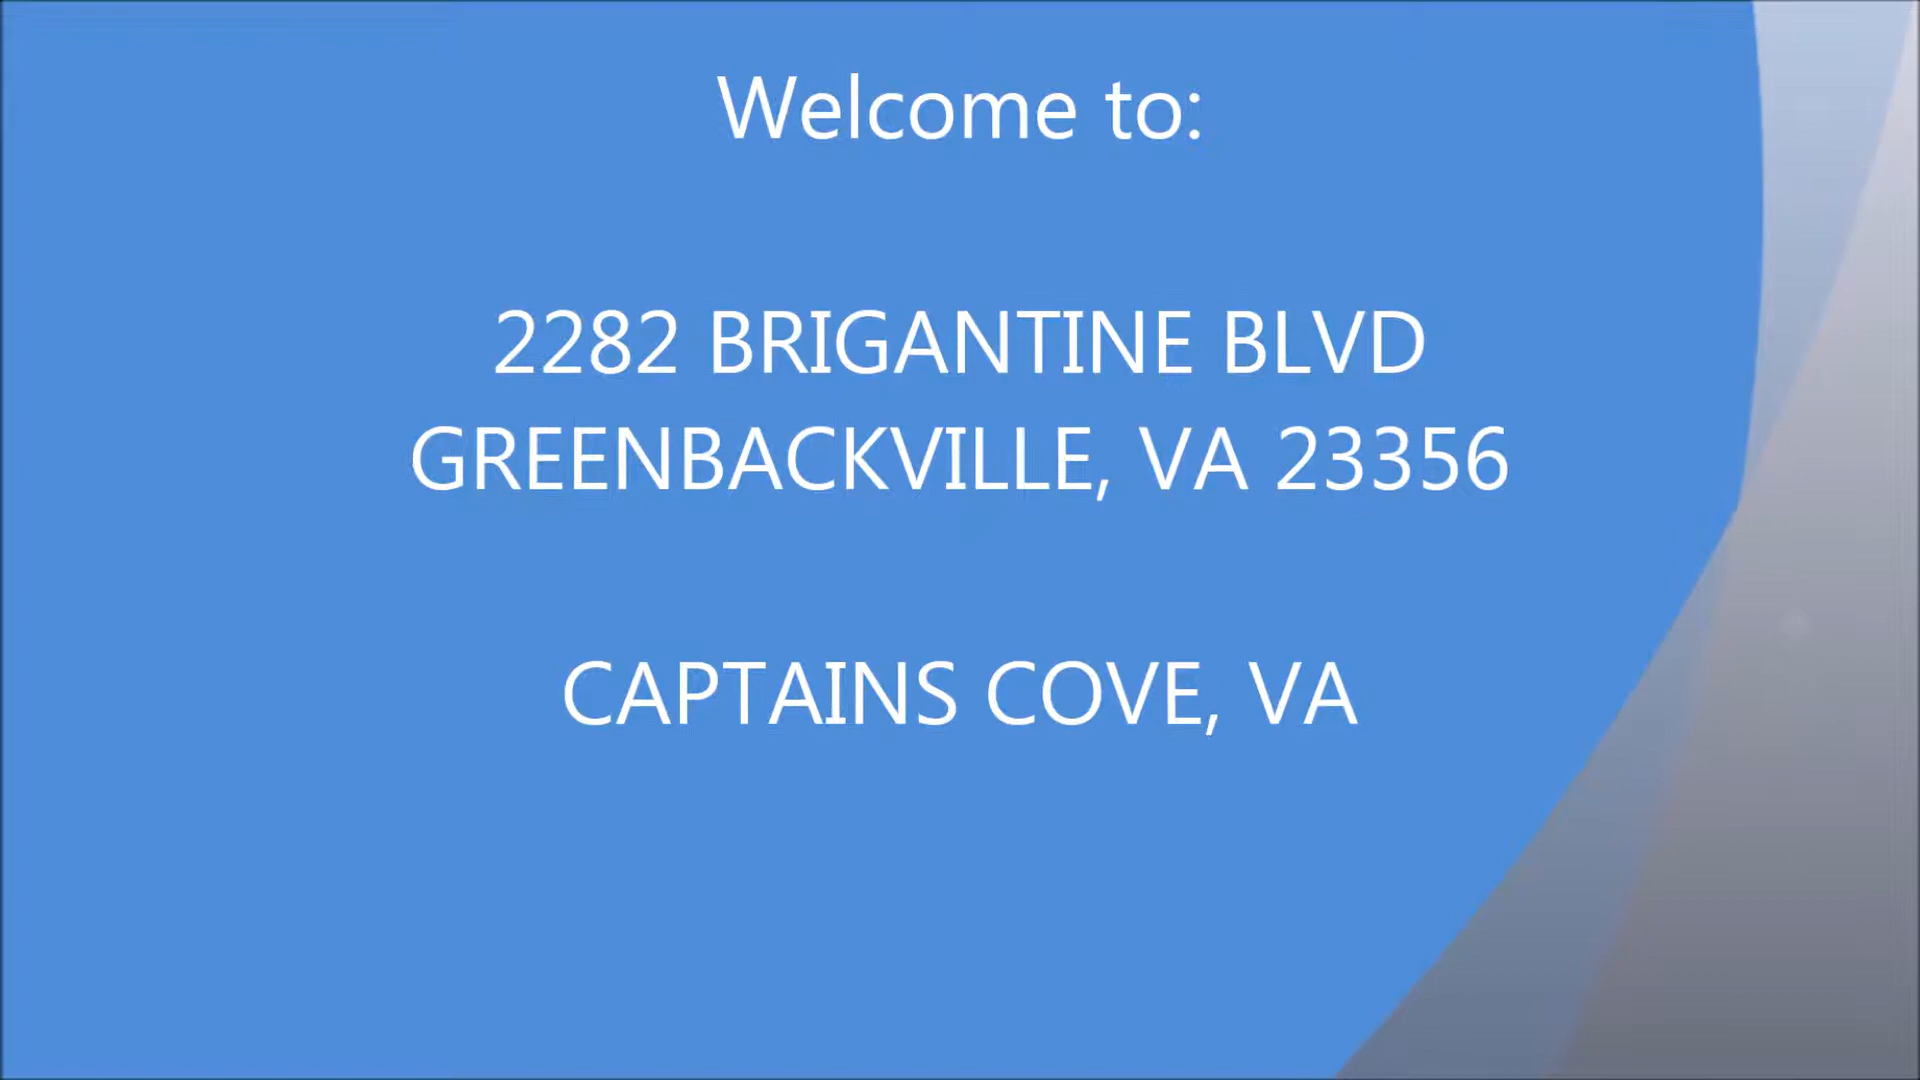 Welcome to:
2282 BRIGANTINE BLVD
GREENBACKVILLE, VA 23356
CAPTAINS COVE, VA